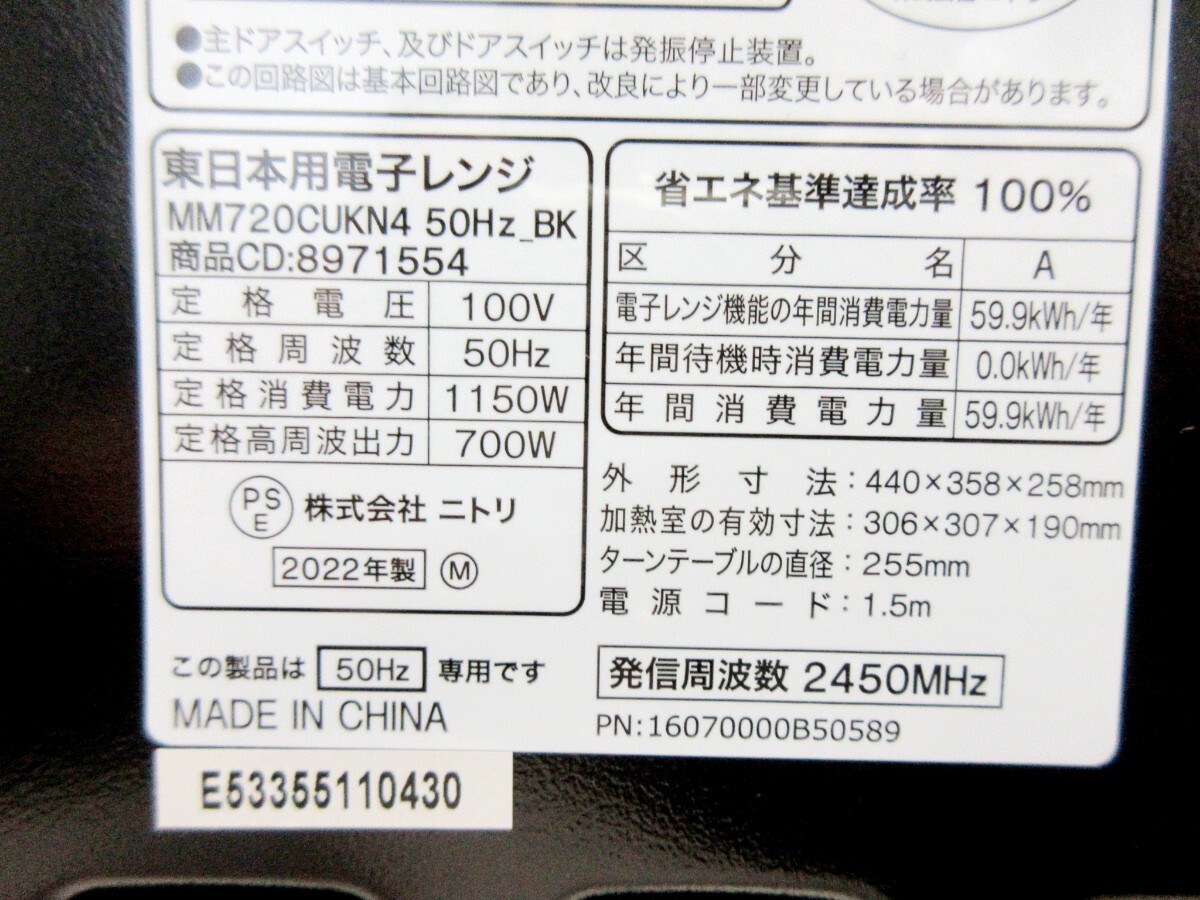 ●主ドアスイッチ、及びドアスイッチは発振停止装置。
●この回路図は基本回路図であり、改良により一部変更している場合があります。
東日本用電子レンジ
MM720CUKN4 50Hz_BK
商品CD:8971554
定格電圧 100V
定格周波数 50Hz
定格消費電力 1150W
定格高周波出力 700W
PS
E
株式会社 ニトリ
2022年製 M
省エネ基準達成率 100%
区分名 A
電子レンジ機能の年間消費電力量 59.9kWh/年
年間待機時消費電力量 0.0kWh/年
年間消費電力量 59.9kWh/年
外形寸法:440×358×258mm
加熱室の有効寸法:306×307×190mm
ターンテーブルの直径:255mm
電源コード:1.5m
この製品は 50Hz 専用です
MADE IN CHINA
発信周波数 2450MHz
PN:16070000B50589
E53355110430